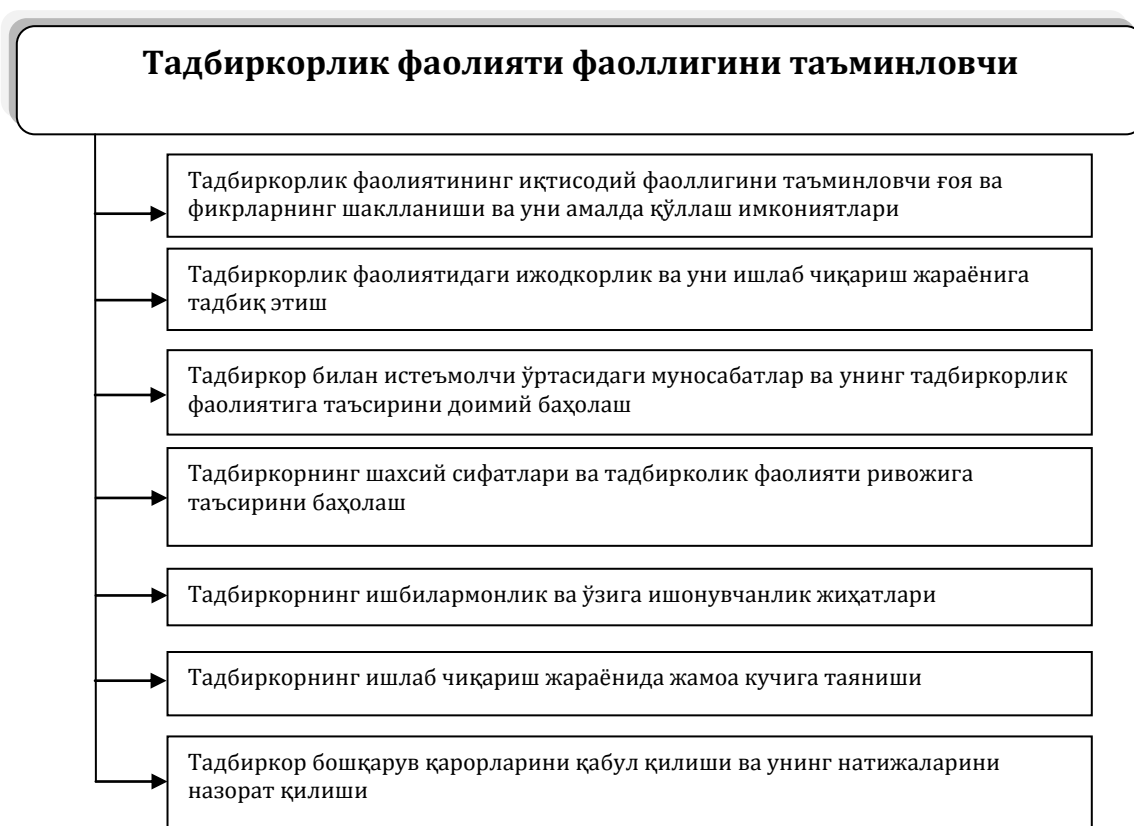 Тадбиркорлик фаолияти фаоллигини таъминловчи
Тадбиркорлик фаолиятининг иқтисодий фаоллигини таъминловчи ғоя ва
фикрларнинг шаклланиши ва уни амалда қўллаш имкониятлари
Тадбиркорлик фаолиятидаги ижодкорлик ва уни ишлаб чиқариш жараёнига
тадбиқ этиш
Тадбиркор билан истеъмолчи ўртасидаги муносабатлар ва унинг тадбиркорлик
фаолиятига таъсирини доимий баҳолаш
Тадбиркорнинг шахсий сифатлари ва тадбирколик фаолияти ривожига
таъсирини баҳолаш
Тадбиркорнинг ишбилармонлик ва ўзига ишонувчанлик жиҳатлари
Тадбиркорнинг ишлаб чиқариш жараёнида жамоа кучига таяниши
Тадбиркор бошқарув қарорларини қабул қилиши ва унинг натижаларини
назорат қилиши